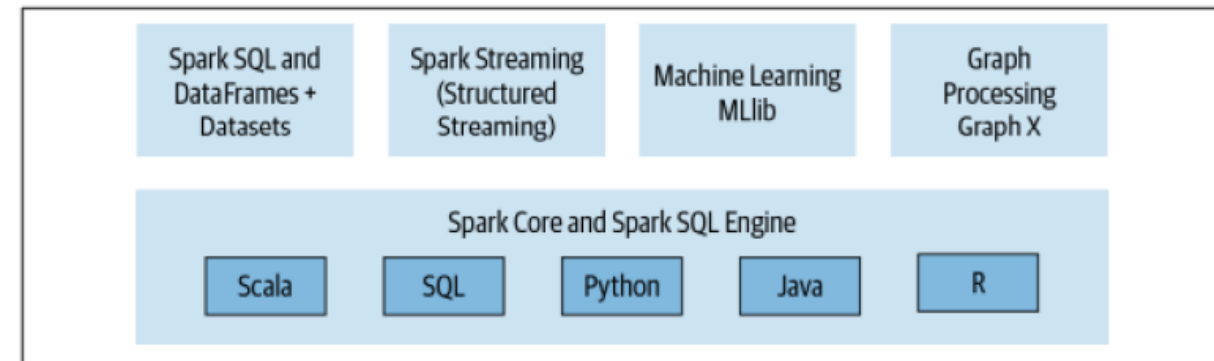 Spark SQL and
DataFrames +
Datasets
Spark Streaming
(Structured
Streaming)
Machine Learning
MLlib
Graph
Processing
Graph X
Spark Core and Spark SQL Engine
Scala
SQL
Python
Java
R